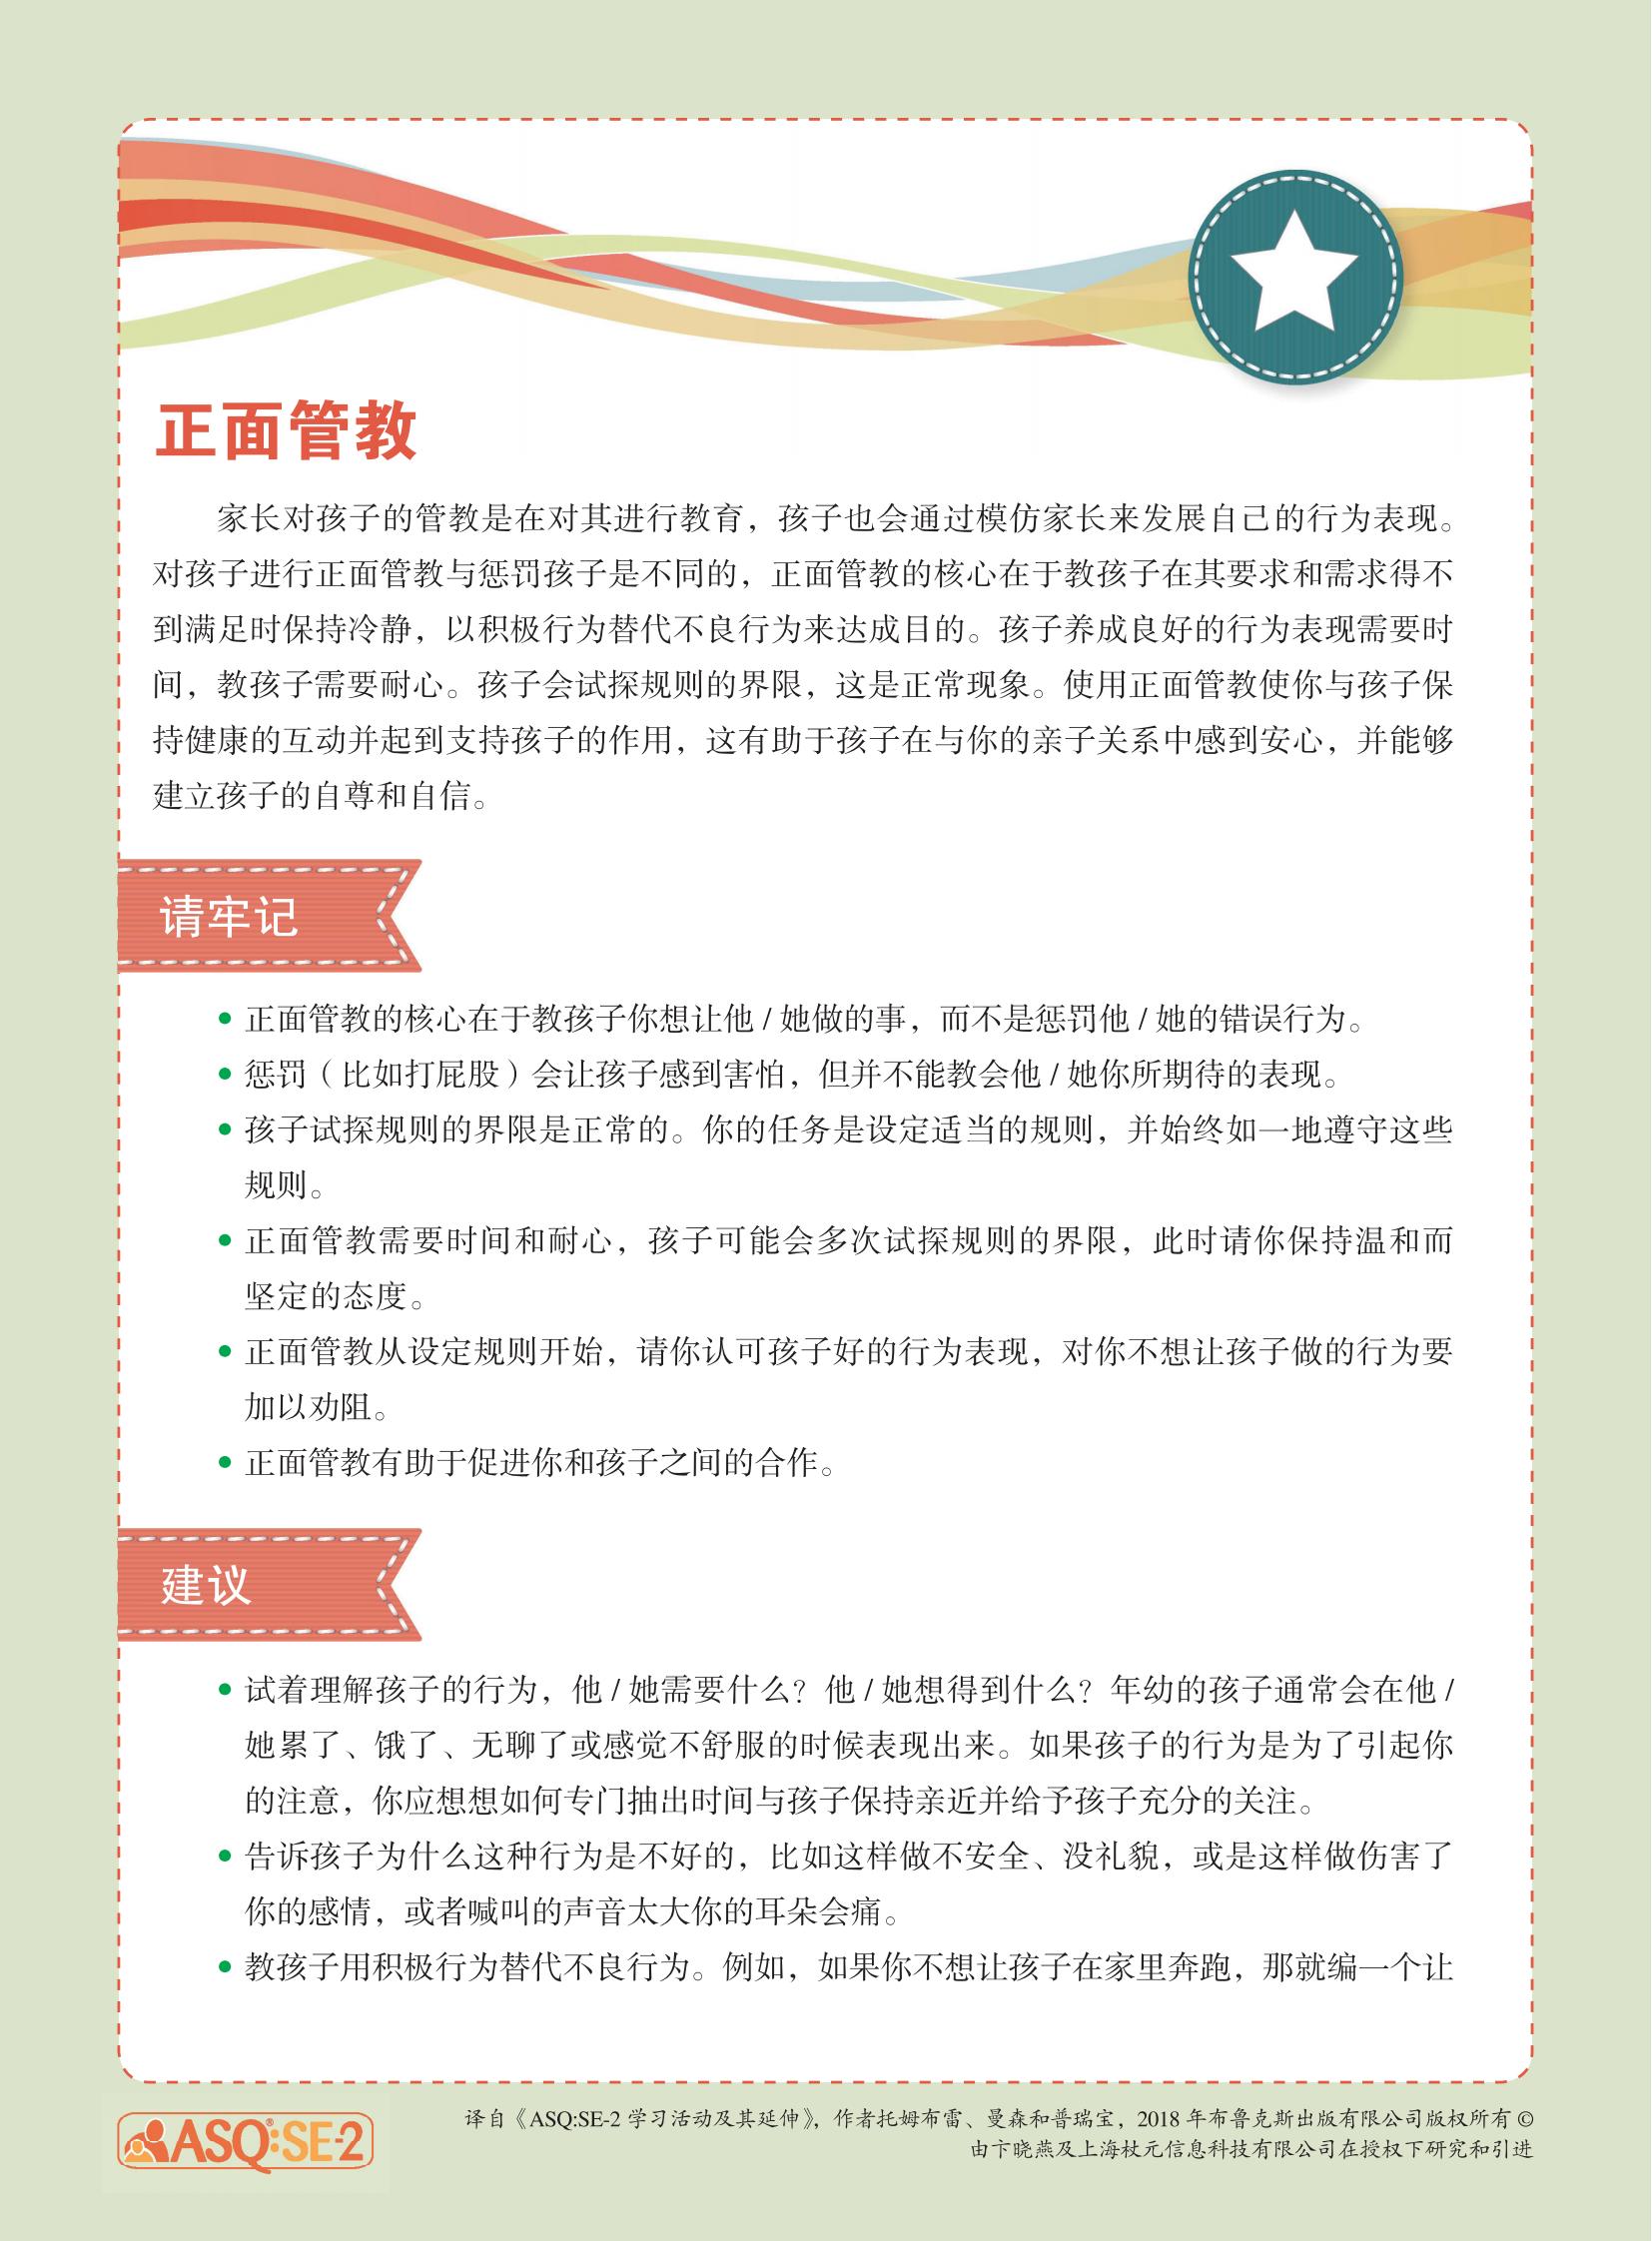 正面管教
家长对孩子的管教是在对其进行教育，孩子也会通过模仿家长来发展自己的行为表现。
对孩子进行正面管教与惩罚孩子是不同的，正面管教的核心在于教孩子在其要求和需求得不
到满足时保持冷静，以积极行为替代不良行为来达成目的。孩子养成良好的行为表现需要时
间，教孩子需要耐心。孩子会试探规则的界限，这是正常现象。使用正面管教使你与孩子保
持健康的互动并起到支持孩子的作用，这有助于孩子在与你的亲子关系中感到安心，并能够
建立孩子的自尊和自信。
请牢记
• 正面管教的核心在于教孩子你想让他 / 她做的事，而不是惩罚他 / 她的错误行为。
• 惩罚（比如打屁股）会让孩子感到害怕，但并不能教会他 / 她你所期待的表现。
• 孩子试探规则的界限是正常的。你的任务是设定适当的规则，并始终如一地遵守这些
规则。
• 正面管教需要时间和耐心，孩子可能会多次试探规则的界限，此时请你保持温和而
坚定的态度。
• 正面管教从设定规则开始，请你认可孩子好的行为表现，对你不想让孩子做的行为要
加以劝阻。
• 正面管教有助于促进你和孩子之间的合作。
建议
• 试着理解孩子的行为，他 / 她需要什么？他 / 她想得到什么？年幼的孩子通常会在他 /
她累了、饿了、无聊了或感觉不舒服的时候表现出来。如果孩子的行为是为了引起你
的注意，你应想想如何专门抽出时间与孩子保持亲近并给予孩子充分的关注。
• 告诉孩子为什么这种行为是不好的，比如这样做不安全、没礼貌，或是这样做伤害了
你的感情，或者喊叫的声音太大你的耳朵会痛。
• 教孩子用积极行为替代不良行为。例如，如果你不想让孩子在家里奔跑，那就编一个让
ASQ:SE-2®
译自《ASQ:SE-2 学习活动及其延伸》，作者托姆布雷、曼森和普瑞宝，2018 年布鲁克斯出版有限公司版权所有 ©
由卞晓燕及上海杖元信息科技有限公司在授权下研究和引进